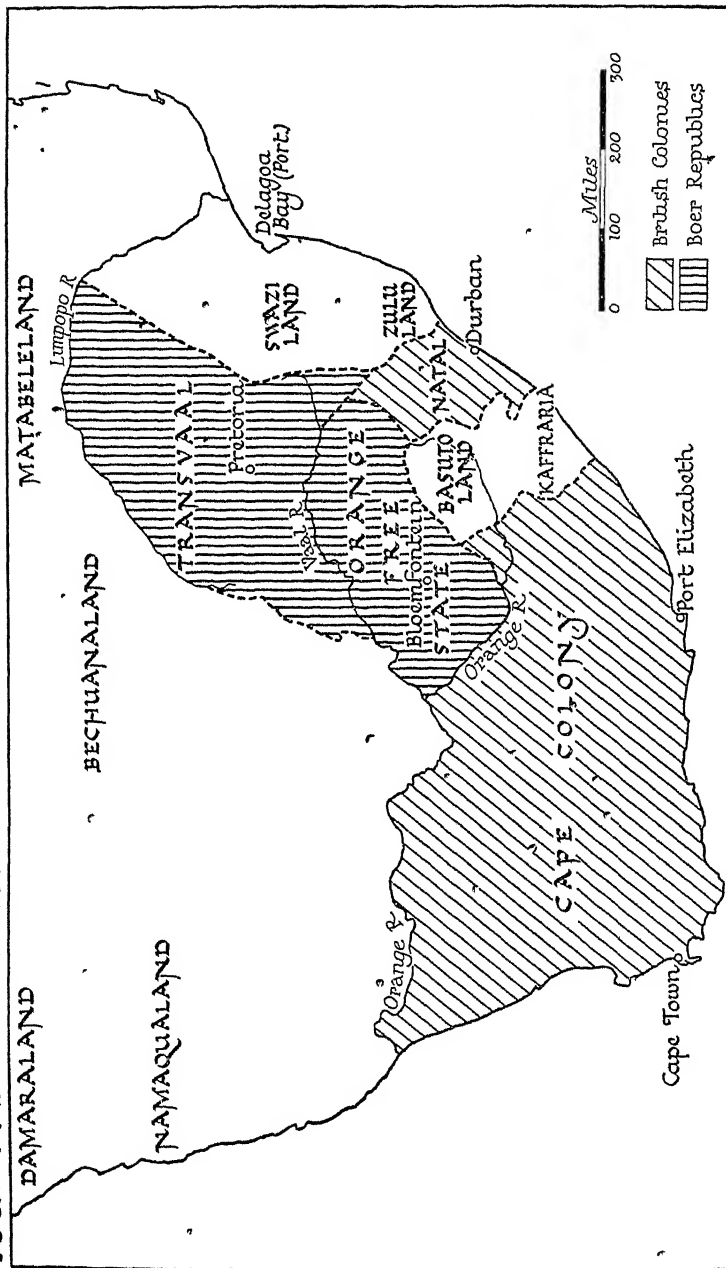 DAMARALAND
NAMAQUALAND
BECHUANALAND
MATABELELAND
Limpopo R
TRANSVAAL
Pretoria
Vaal R.
ORANGE
FREE
Bloemfontein
STATE
SWAZI
LAND
Delagoa
Bay (Port.)
ZULU
LAND
NATAL
Durban
BASUTO
LAND
KAFFRARIA
Orange R
Orange R
CAPE COLONY
Cape Town
Port Elizabeth
Miles
0 100 200 300
British Colonies
Boer Republics